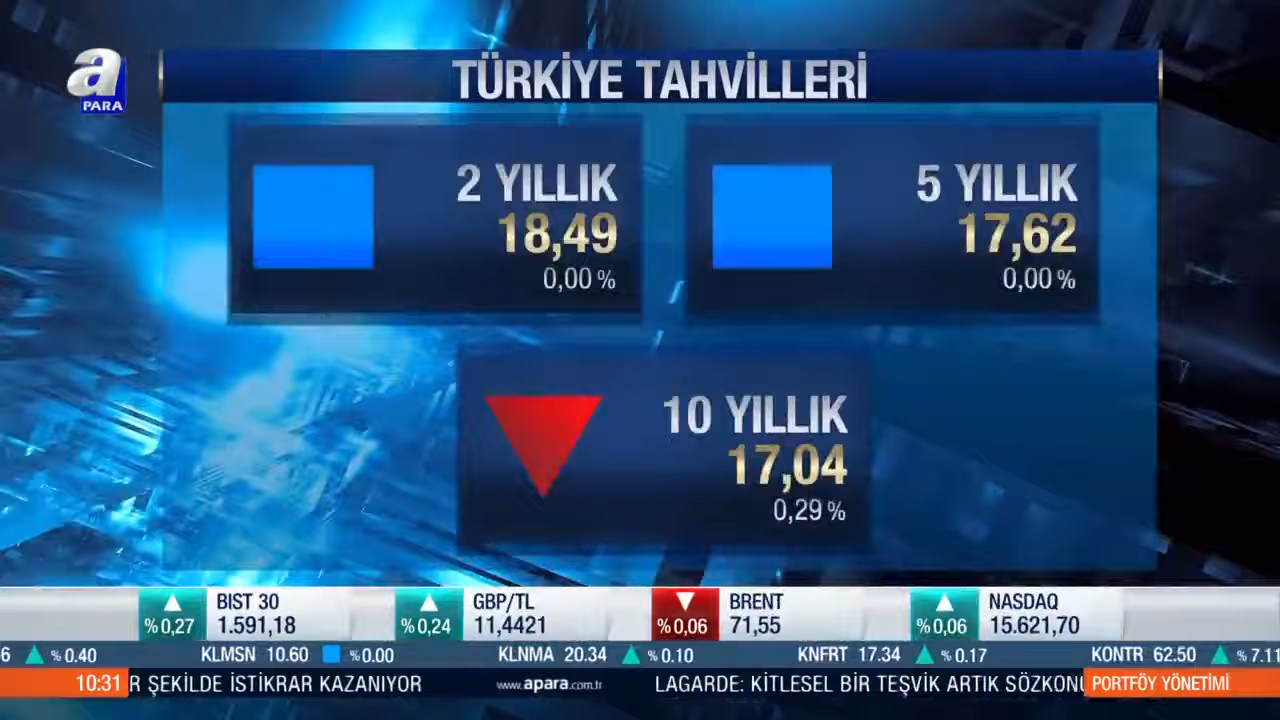 a
PARA
TÜRKİYE TAHVİLLERİ
2 YILLIK
18,49
0,00 %
5 YILLIK
17,62
0,00 %
10 YILLIK
17,04
0,29 %
% 0,27
BIST 30
1.591,18
% 0,24
GBP/TL
11,4421
% 0,06
BRENT
71,55
% 0,06
NASDAQ
15.621,70
6 % 0.40 KLMSN 10.60 %0.00 KLNMA 20.34 % 0.10 KNFRT 17.34 % 0.17 KONTR 62.50 % 7.11
10:31 R ŞEKİLDE İSTİKRAR KAZANIYOR www.apara.com.tr LAGARDE: KİTLESEL BİR TEŞVİK ARTIK SÖZKONU PORTFÖY YÖNETİMİ